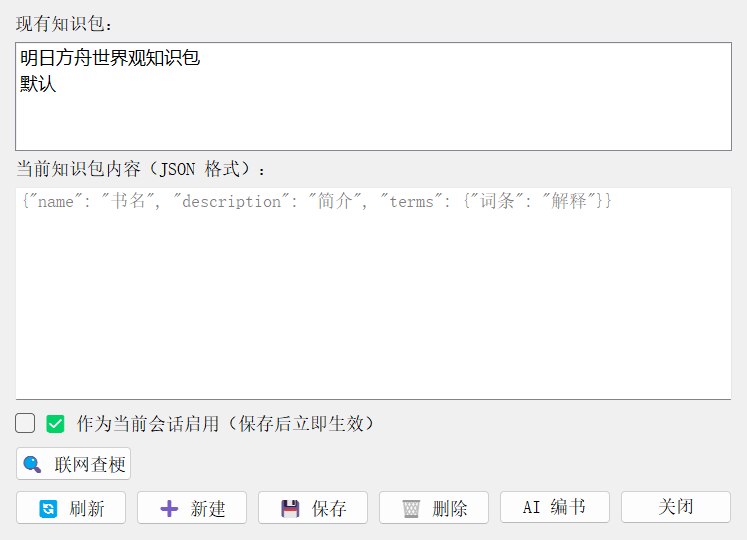 现有知识包：
明日方舟世界观知识包
默认
当前知识包内容（JSON 格式）：
{"name": "书名", "description": "简介", "terms": {"词条": "解释"}}
作为当前会话启用（保存后立即生效）
联网查梗
刷新 新建 保存 删除 AI 编书 关闭